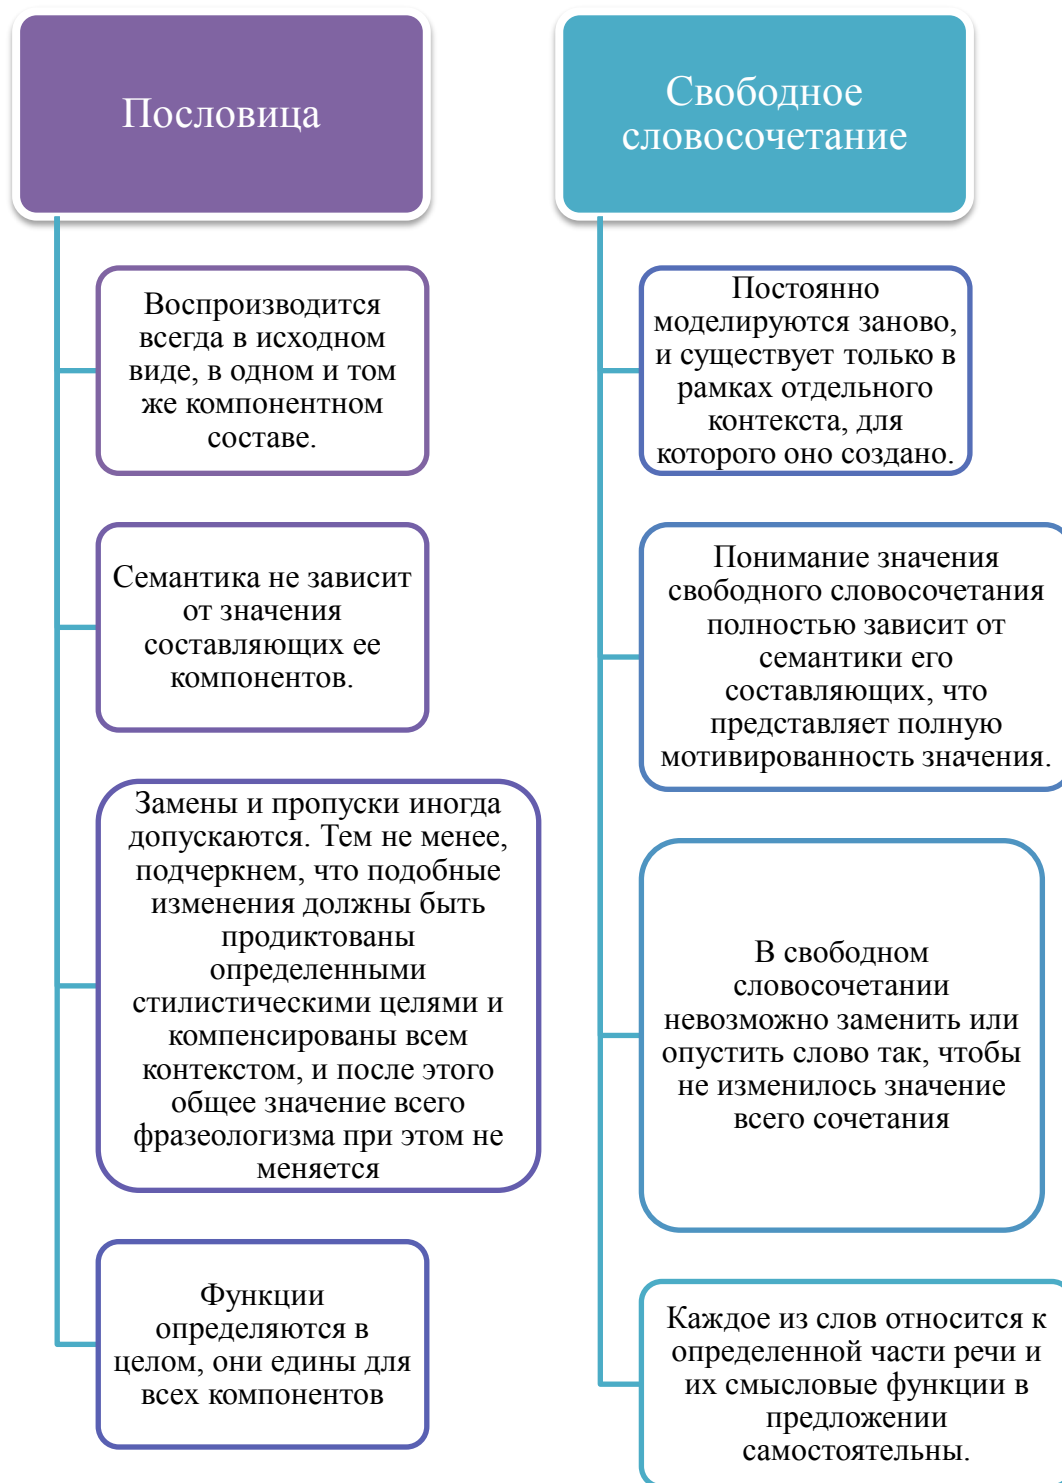 Пословица
Воспроизводится
всегда в исходном
виде, в одном и том
же компонентном
составе.
Семантика не зависит
от значения
составляющих ее
компонентов.
Замены и пропуски иногда
допускаются. Тем не менее,
подчеркнем, что подобные
изменения должны быть
продиктованы
определенными
стилистическими целями и
компенсированы всем
контекстом, и после этого
общее значение всего
фразеологизма при этом не
меняется
Функции
определяются в
целом, они едины для
всех компонентов
Свободное
словосочетание
Постоянно
моделируются заново,
и существует только в
рамках отдельного
контекста, для
которого оно создано.
Понимание значения
свободного словосочетания
полностью зависит от
семантики его
составляющих, что
представляет полную
мотивированность значения.
В свободном
словосочетании
невозможно заменить или
опустить слово так, чтобы
не изменилось значение
всего сочетания
Каждое из слов относится к
определенной части речи и
их смысловые функции в
предложении
самостоятельны.